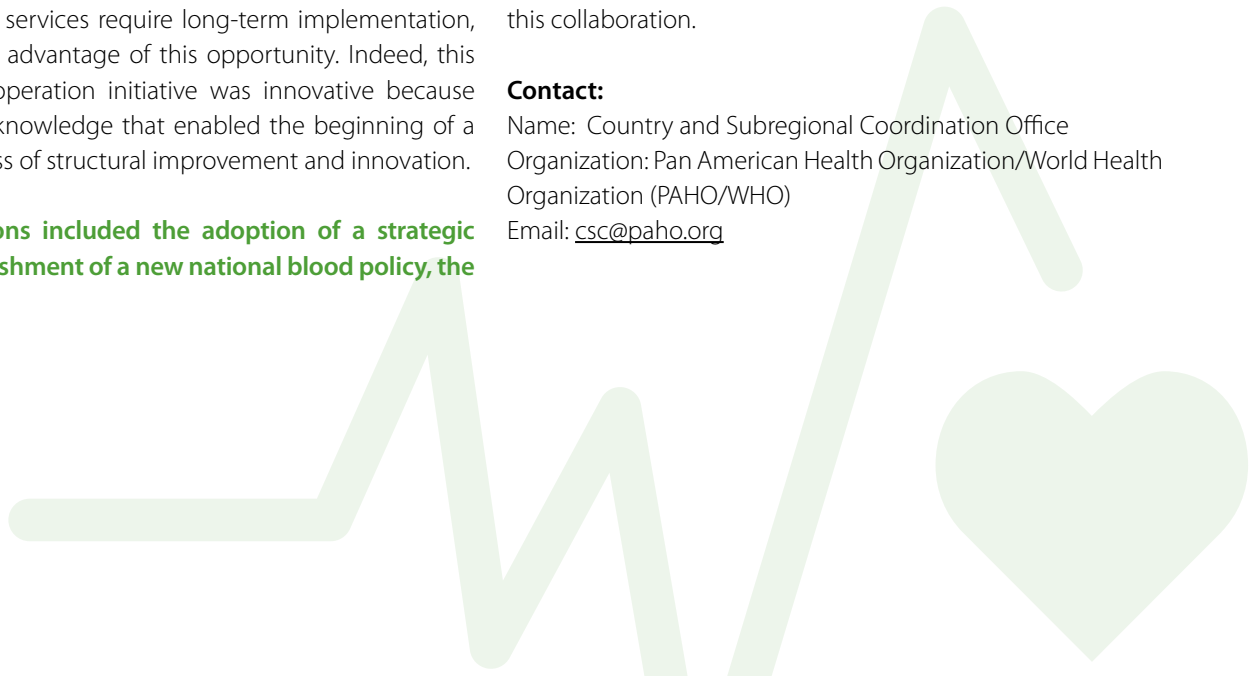 services require long-term implementation,
advantage of this opportunity. Indeed, this
operation initiative was innovative because
knowledge that enabled the beginning of a
ss of structural improvement and innovation.
ons included the adoption of a strategic
shment of a new national blood policy, the
this collaboration.
Contact:
Name: Country and Subregional Coordination Office
Organization: Pan American Health Organization/World Health
Organization (PAHO/WHO)
Email: csc@paho.org